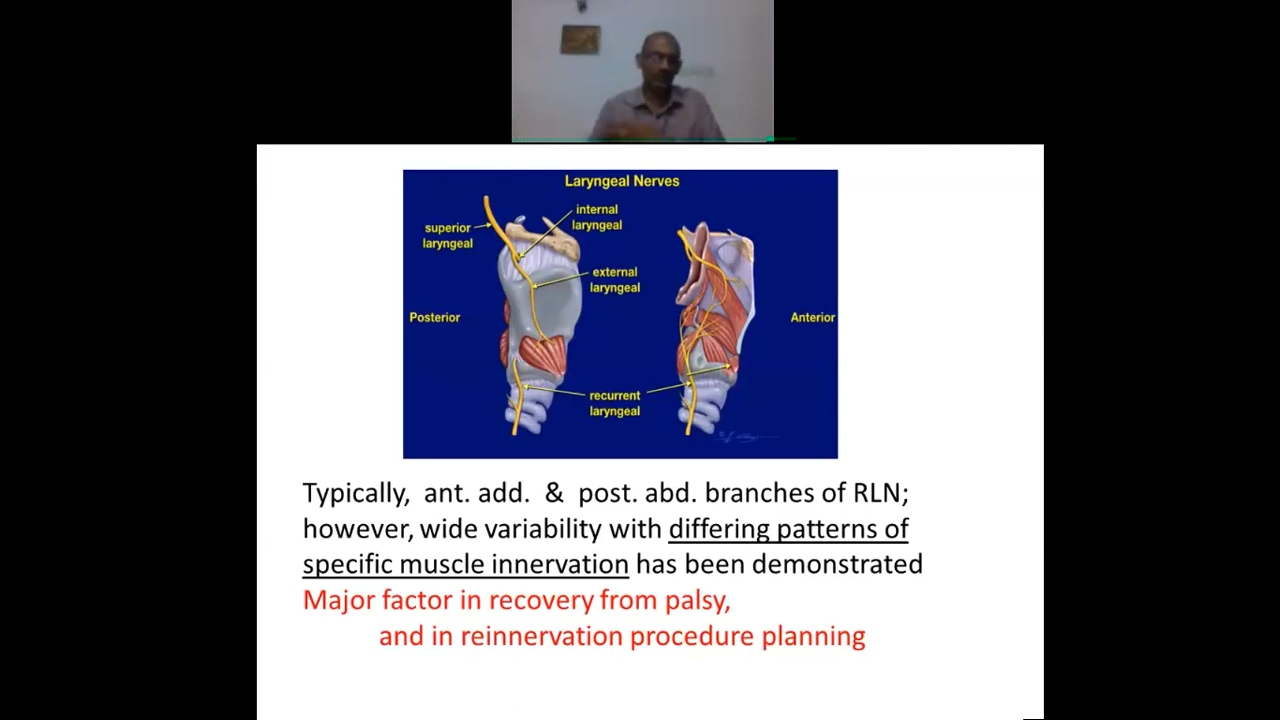 Laryngeal Nerves
internal
laryngeal
superior
laryngeal
external
laryngeal
Posterior
Anterior
recurrent
laryngeal
Typically, ant. add. & post. abd. branches of RLN;
however, wide variability with differing patterns of
specific muscle innervation has been demonstrated
Major factor in recovery from palsy,
and in reinnervation procedure planning